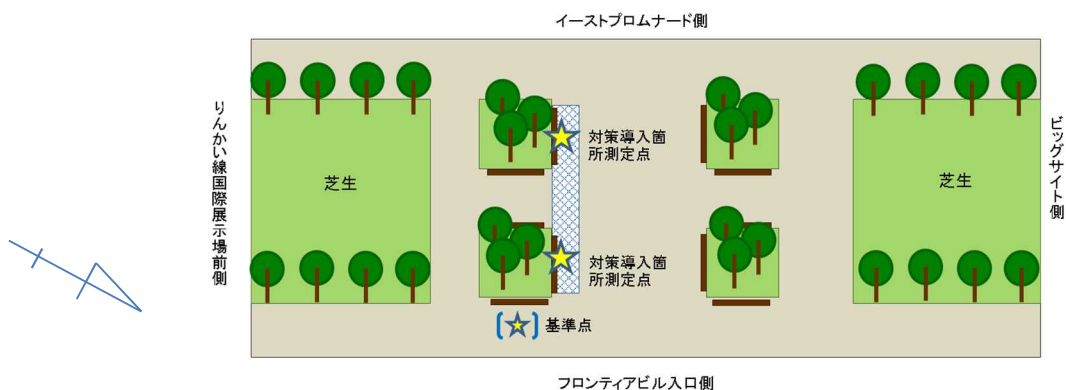 イーストプロムナード側
りんかい線国際展示場前側
芝生
対策導入箇
所測定点
対策導入箇
所測定点
芝生
ビッグサイト側
基準点
フロンティアビル入口側